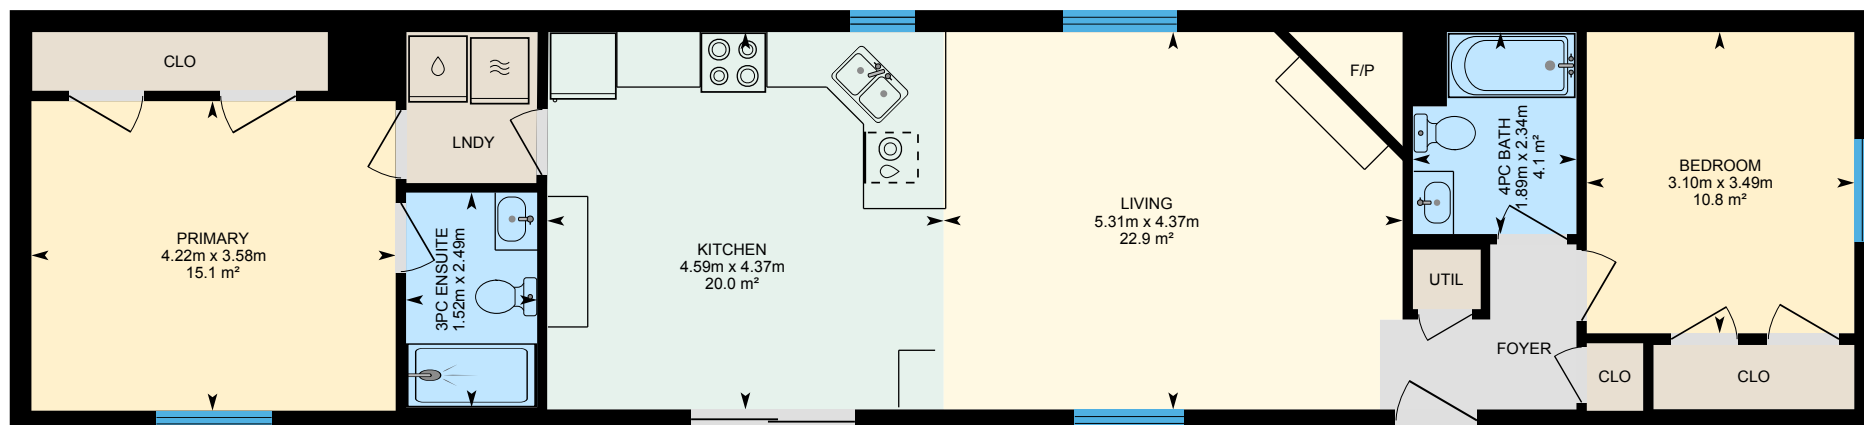 CLO
PRIMARY
4.22m x 3.58m
15.1 m²
LNDY
3PC ENSUITE
1.52m x 2.49m
KITCHEN
4.59m x 4.37m
20.0 m²
LIVING
5.31m x 4.37m
22.9 m²
F/P
4PC BATH
1.89m x 2.34m
4.1 m²
BEDROOM
3.10m x 3.49m
10.8 m²
UTIL
FOYER
CLO
CLO